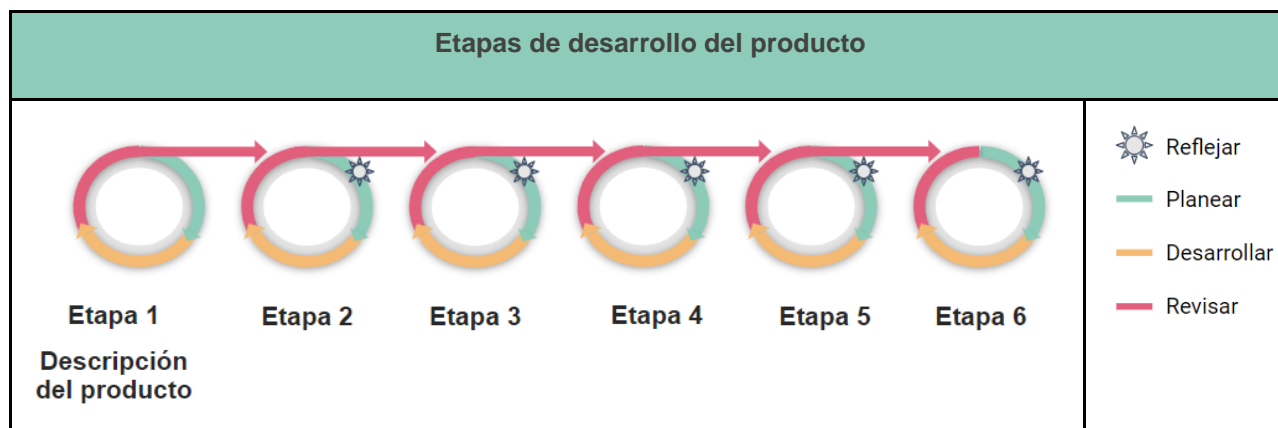 Etapas de desarrollo del producto
Reflejar
Planear
Desarrollar
Revisar
Etapa 1
Etapa 2
Etapa 3
Etapa 4
Etapa 5
Etapa 6
Descripción
del producto